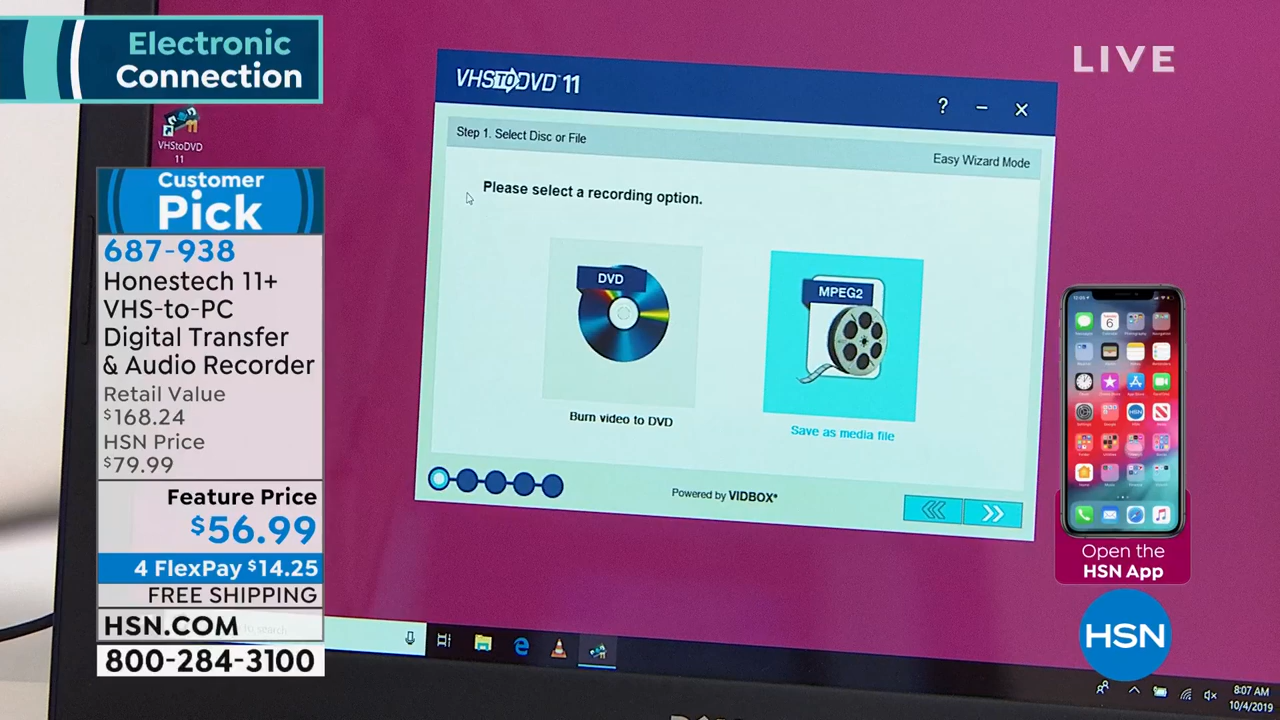 Electronic
Connection
LIVE
VHStoDVD
11
VHSTODVD 11
?
Step 1. Select Disc or File
Easy Wizard Mode
Please select a recording option.
DVD
Burn video to DVD
MPEG2
Save as media file
Powered by VIDBOX®
Customer
Pick
687-938
Honestech 11+
VHS-to-PC
Digital Transfer
& Audio Recorder
Retail Value
$168.24
HSN Price
$79.99
Feature Price
$56.99
4 FlexPay $14.25
FREE SHIPPING
HSN.COM
to search
800-284-3100
6
Open the
HSN App
HSN
8:07 AM
10/4/2019